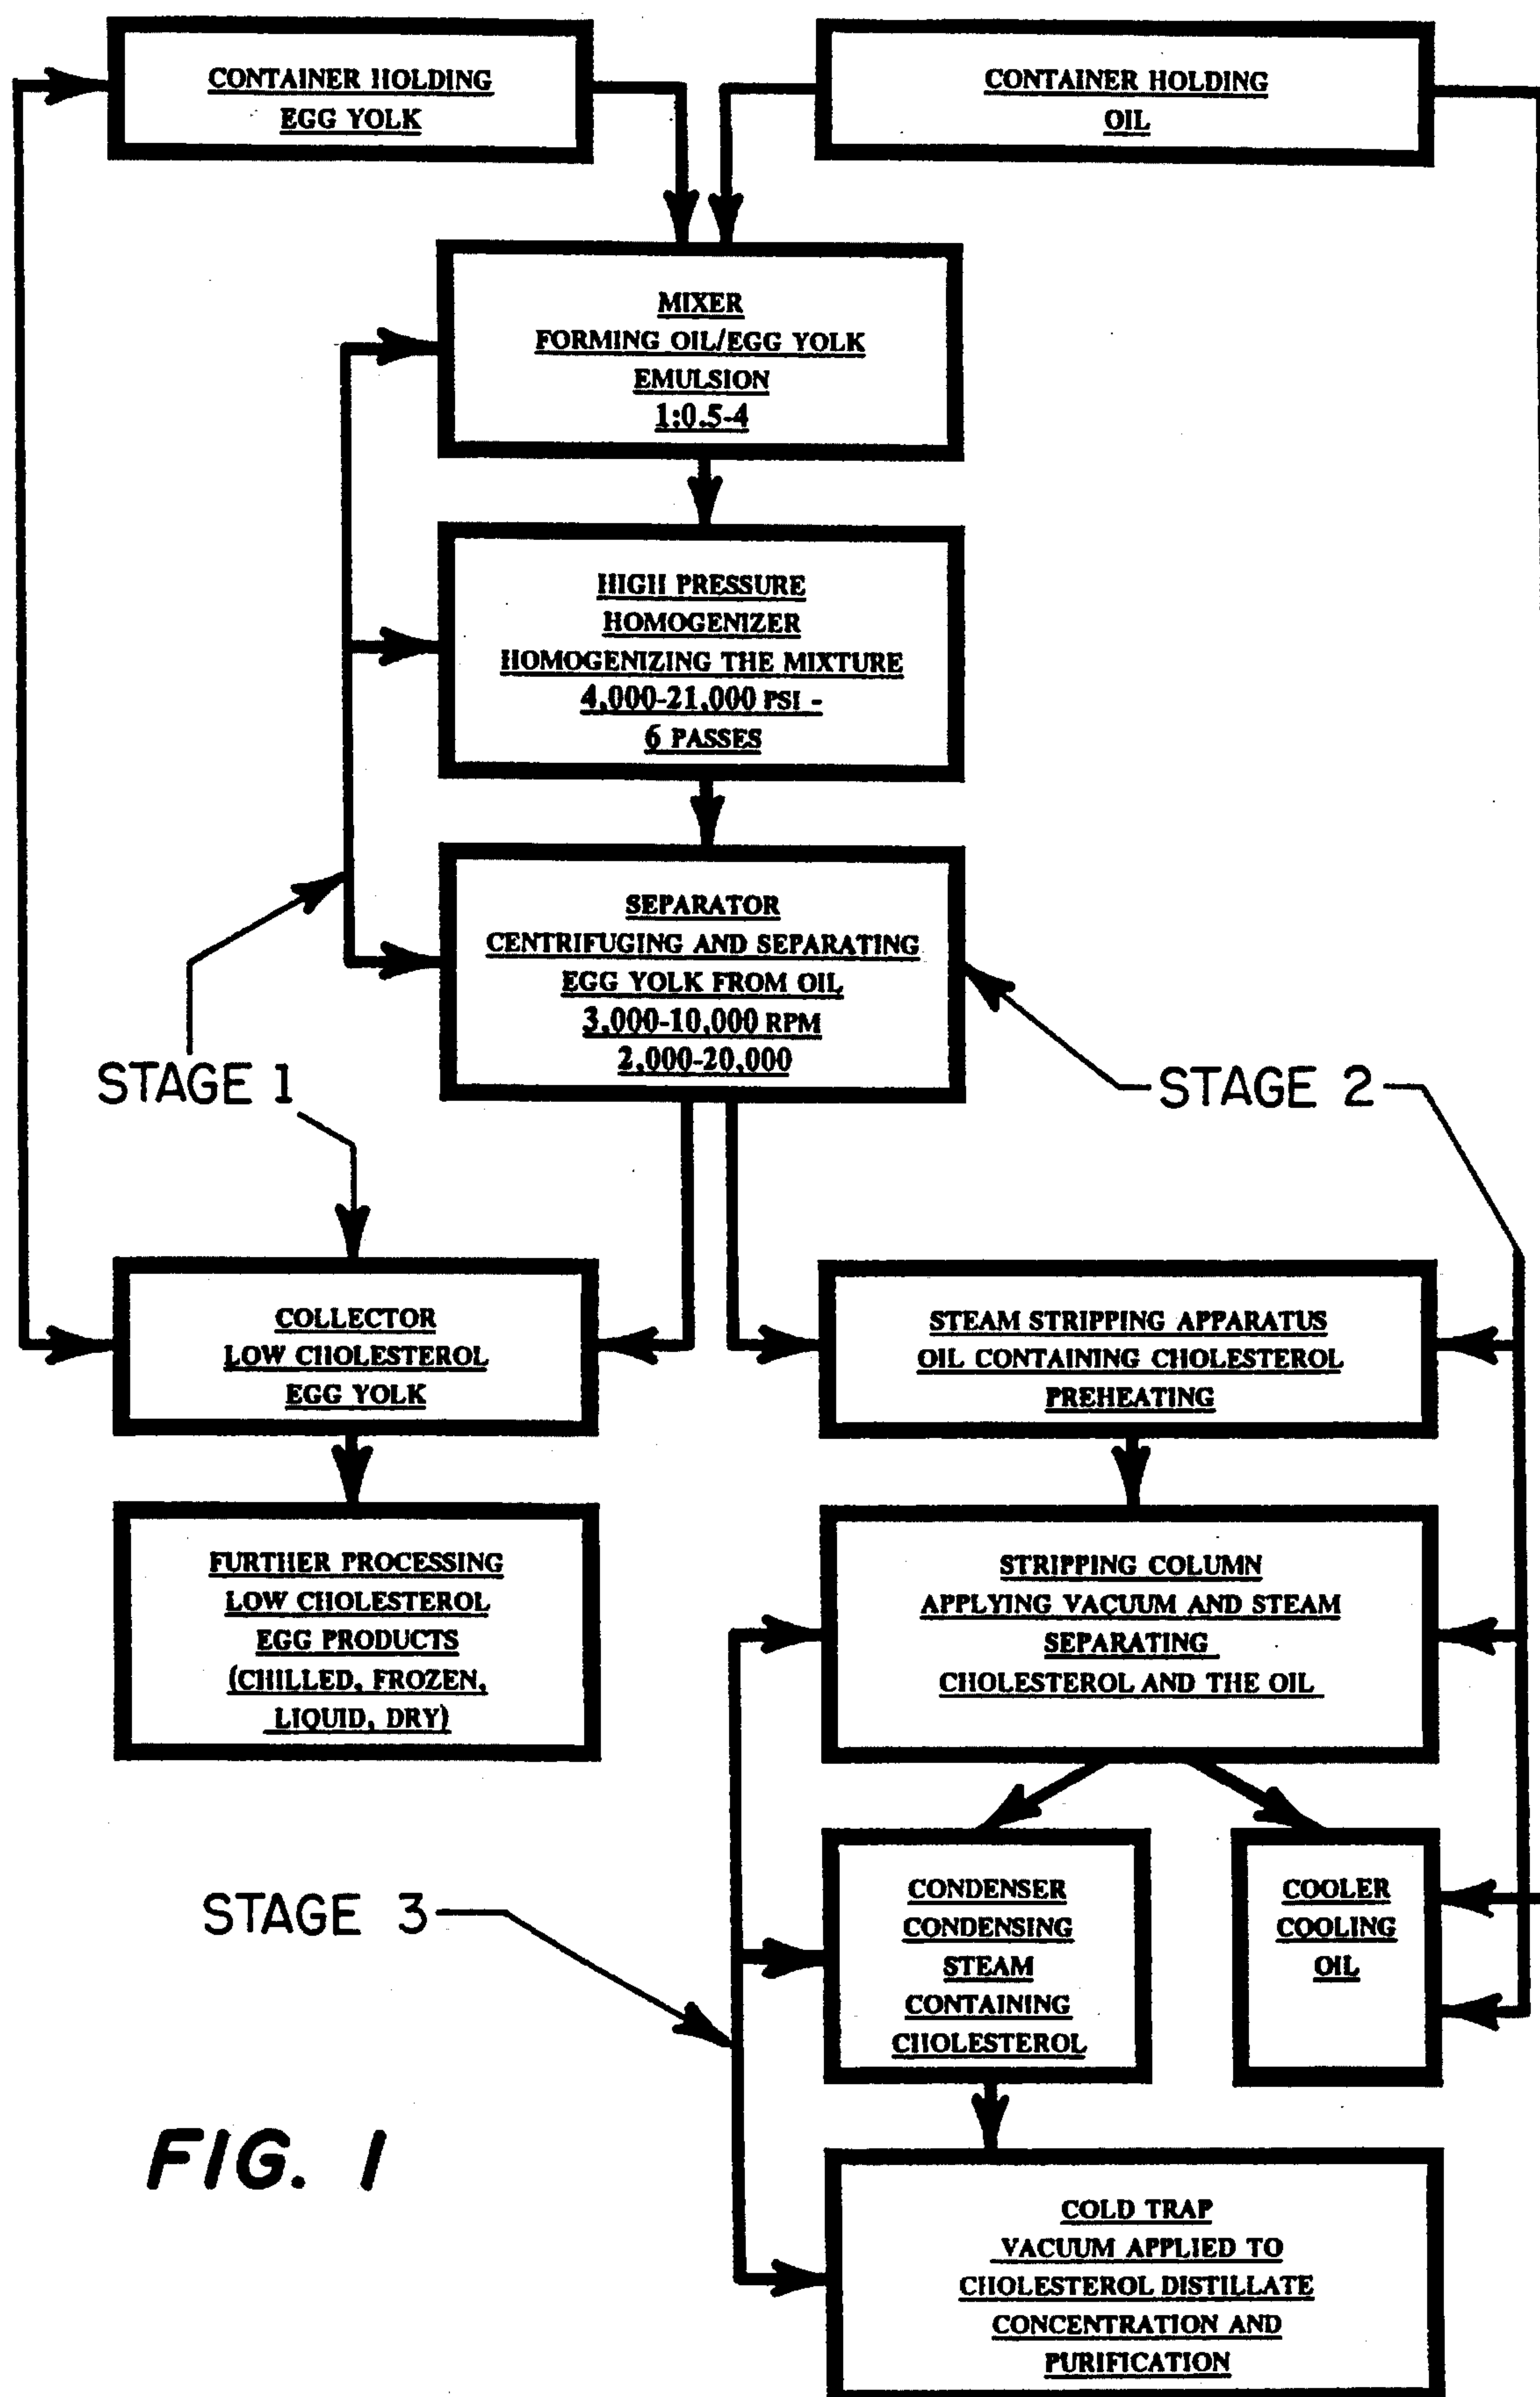 CONTAINER HOLDING
EGG YOLK
CONTAINER HOLDING
OIL
MIXER
FORMING OIL/EGG YOLK
EMULSION
1:0.5-4
HIGH PRESSURE
HOMOGENIZER
HOMOGENIZING THE MIXTURE
4,000-21,000 PSI -
6 PASSES
SEPARATOR
CENTRIFUGING AND SEPARATING
EGG YOLK FROM OIL
3,000-10,000 RPM
2,000-20,000
STAGE 1
STAGE 2
COLLECTOR
LOW CHOLESTEROL
EGG YOLK
STEAM STRIPPING APPARATUS
OIL CONTAINING CHOLESTEROL
PREHEATING
FURTHER PROCESSING
LOW CHOLESTEROL
EGG PRODUCTS
(CHILLED, FROZEN,
LIQUID, DRY)
STRIPPING COLUMN
APPLYING VACUUM AND STEAM
SEPARATING
CHOLESTEROL AND THE OIL
STAGE 3
CONDENSER
CONDENSING
STEAM
CONTAINING
CHOLESTEROL
COOLER
COOLING
OIL
COLD TRAP
VACUUM APPLIED TO
CHOLESTEROL DISTILLATE
CONCENTRATION AND
PURIFICATION
FIG. 1